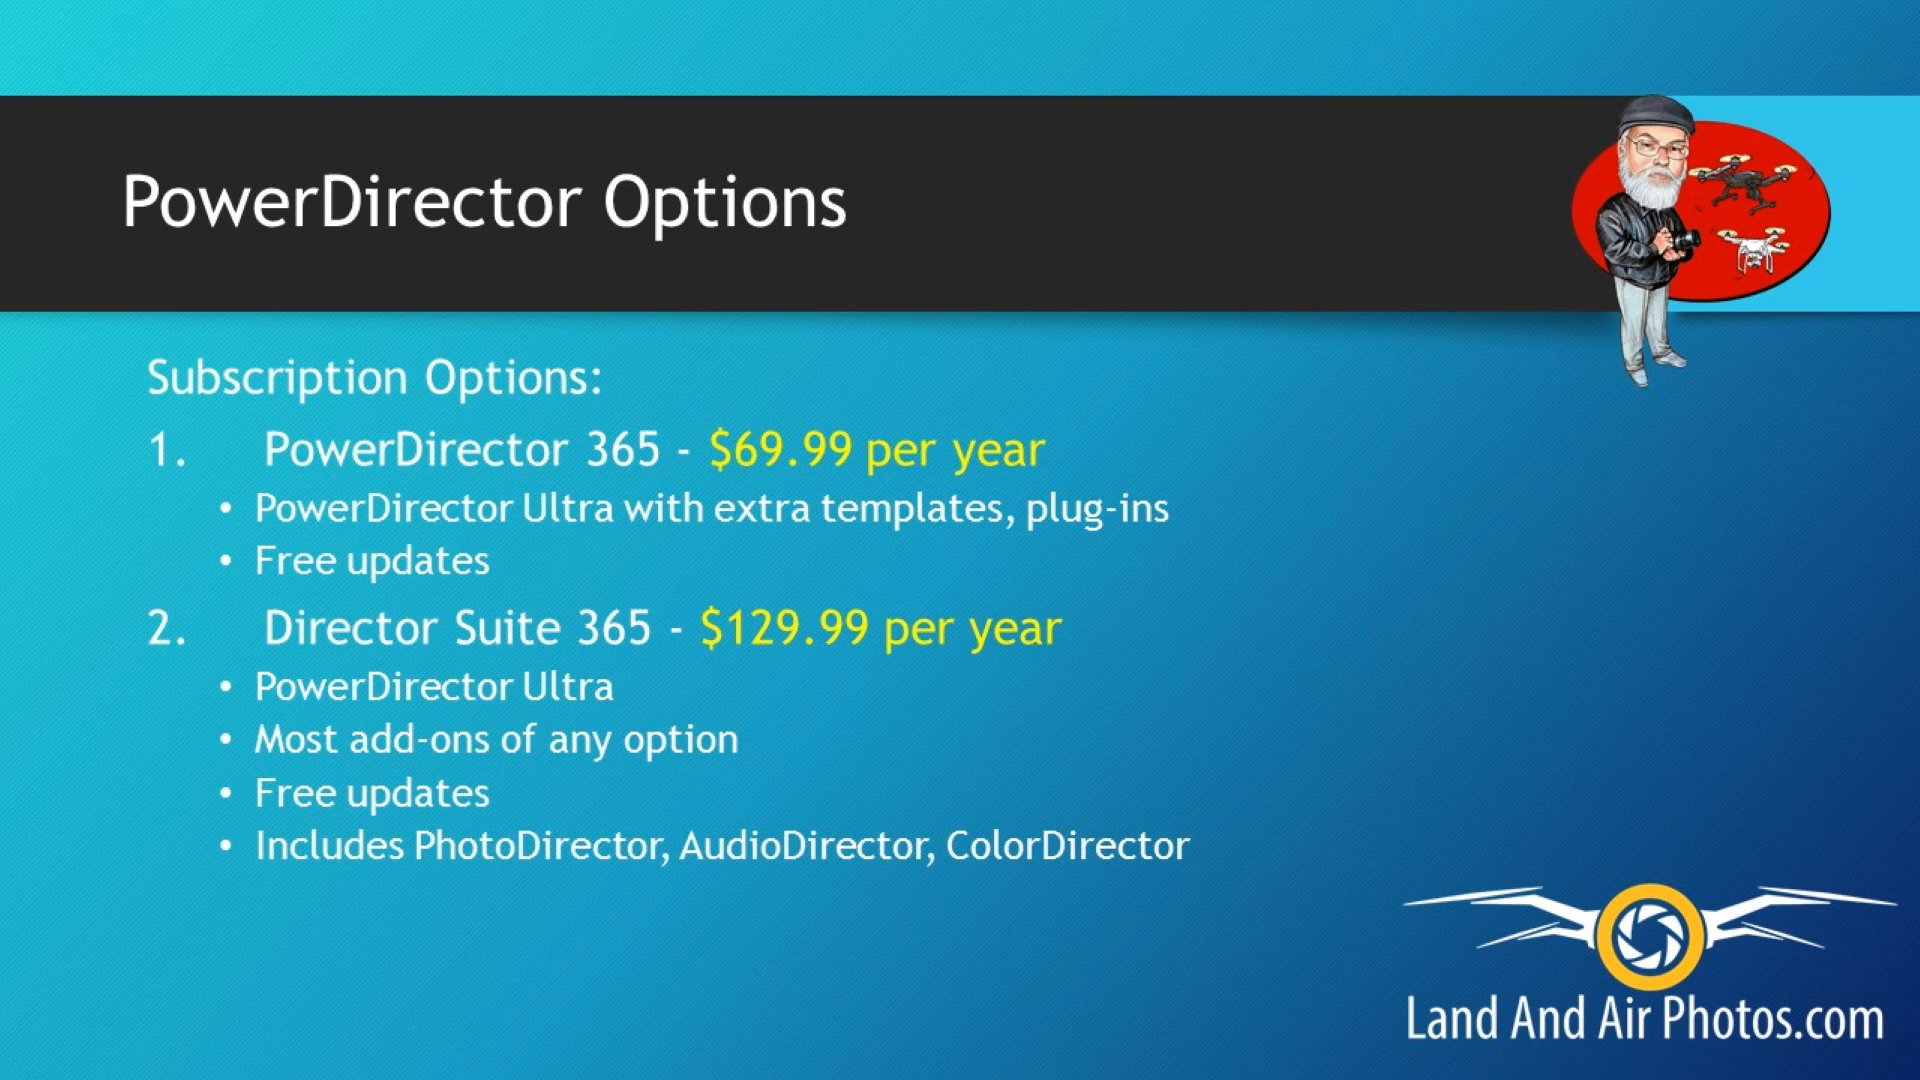 PowerDirector Options
Subscription Options:
1. PowerDirector 365 - $69.99 per year
• PowerDirector Ultra with extra templates, plug-ins
• Free updates
2. Director Suite 365 - $129.99 per year
• PowerDirector Ultra
• Most add-ons of any option
• Free updates
• Includes PhotoDirector, AudioDirector, ColorDirector
Land And Air Photos.com